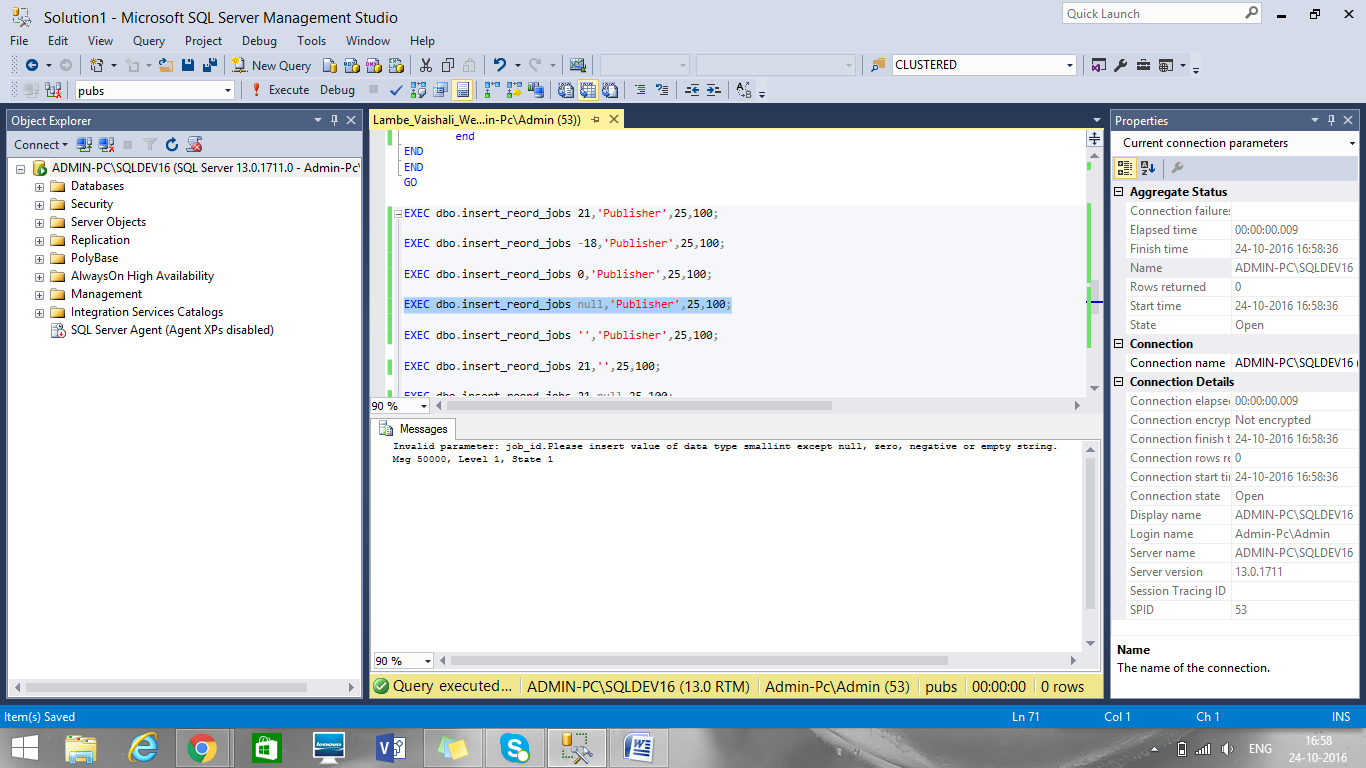 Solution1 - Microsoft SQL Server Management Studio
Quick Launch
File Edit View Query Project Debug Tools Window Help
New Query
CLUSTERED
pubs
Execute Debug
Object Explorer
Connect
ADMIN-PC\SQLDEV16 (SQL Server 13.0.1711.0 - Admin-Pc\
Databases
Security
Server Objects
Replication
PolyBase
AlwaysOn High Availability
Management
Integration Services Catalogs
SQL Server Agent (Agent XPs disabled)
Lambe_Vaishali_We...in-Pc\Admin (53))
end
END
END
GO
EXEC dbo.insert_reord_jobs 21,'Publisher',25,100;
EXEC dbo.insert_reord_jobs -18,'Publisher',25,100;
EXEC dbo.insert_reord_jobs 0,'Publisher',25,100;
EXEC dbo.insert_reord_jobs null,'Publisher',25,100;
EXEC dbo.insert_reord_jobs '','Publisher',25,100;
EXEC dbo.insert_reord_jobs 21,'',25,100;
EXEC dbo.insert_reord_jobs 21,null,25,100;
90 %
Messages
Invalid parameter: job_id.Please insert value of data type smallint except null, zero, negative or empty string.
Msg 50000, Level 1, State 1
90 %
Query executed... ADMIN-PC\SQLDEV16 (13.0 RTM) Admin-Pc\Admin (53) pubs 00:00:00 0 rows
Properties
Current connection parameters
Aggregate Status
Connection failures
Elapsed time 00:00:00.009
Finish time 24-10-2016 16:58:36
Name ADMIN-PC\SQLDEV16
Rows returned 0
Start time 24-10-2016 16:58:36
State Open
Connection
Connection name ADMIN-PC\SQLDEV16 (
Connection Details
Connection elapse 00:00:00.009
Connection encryp Not encrypted
Connection finish t 24-10-2016 16:58:36
Connection rows re 0
Connection start tii 24-10-2016 16:58:36
Connection state Open
Display name ADMIN-PC\SQLDEV16
Login name Admin-Pc\Admin
Server name ADMIN-PC\SQLDEV16
Server version 13.0.1711
Session Tracing ID
SPID 53
Name
The name of the connection.
Item(s) Saved
Ln 71 Col 1 Ch 1 INS
lenovo
ENG
16:58
24-10-2016